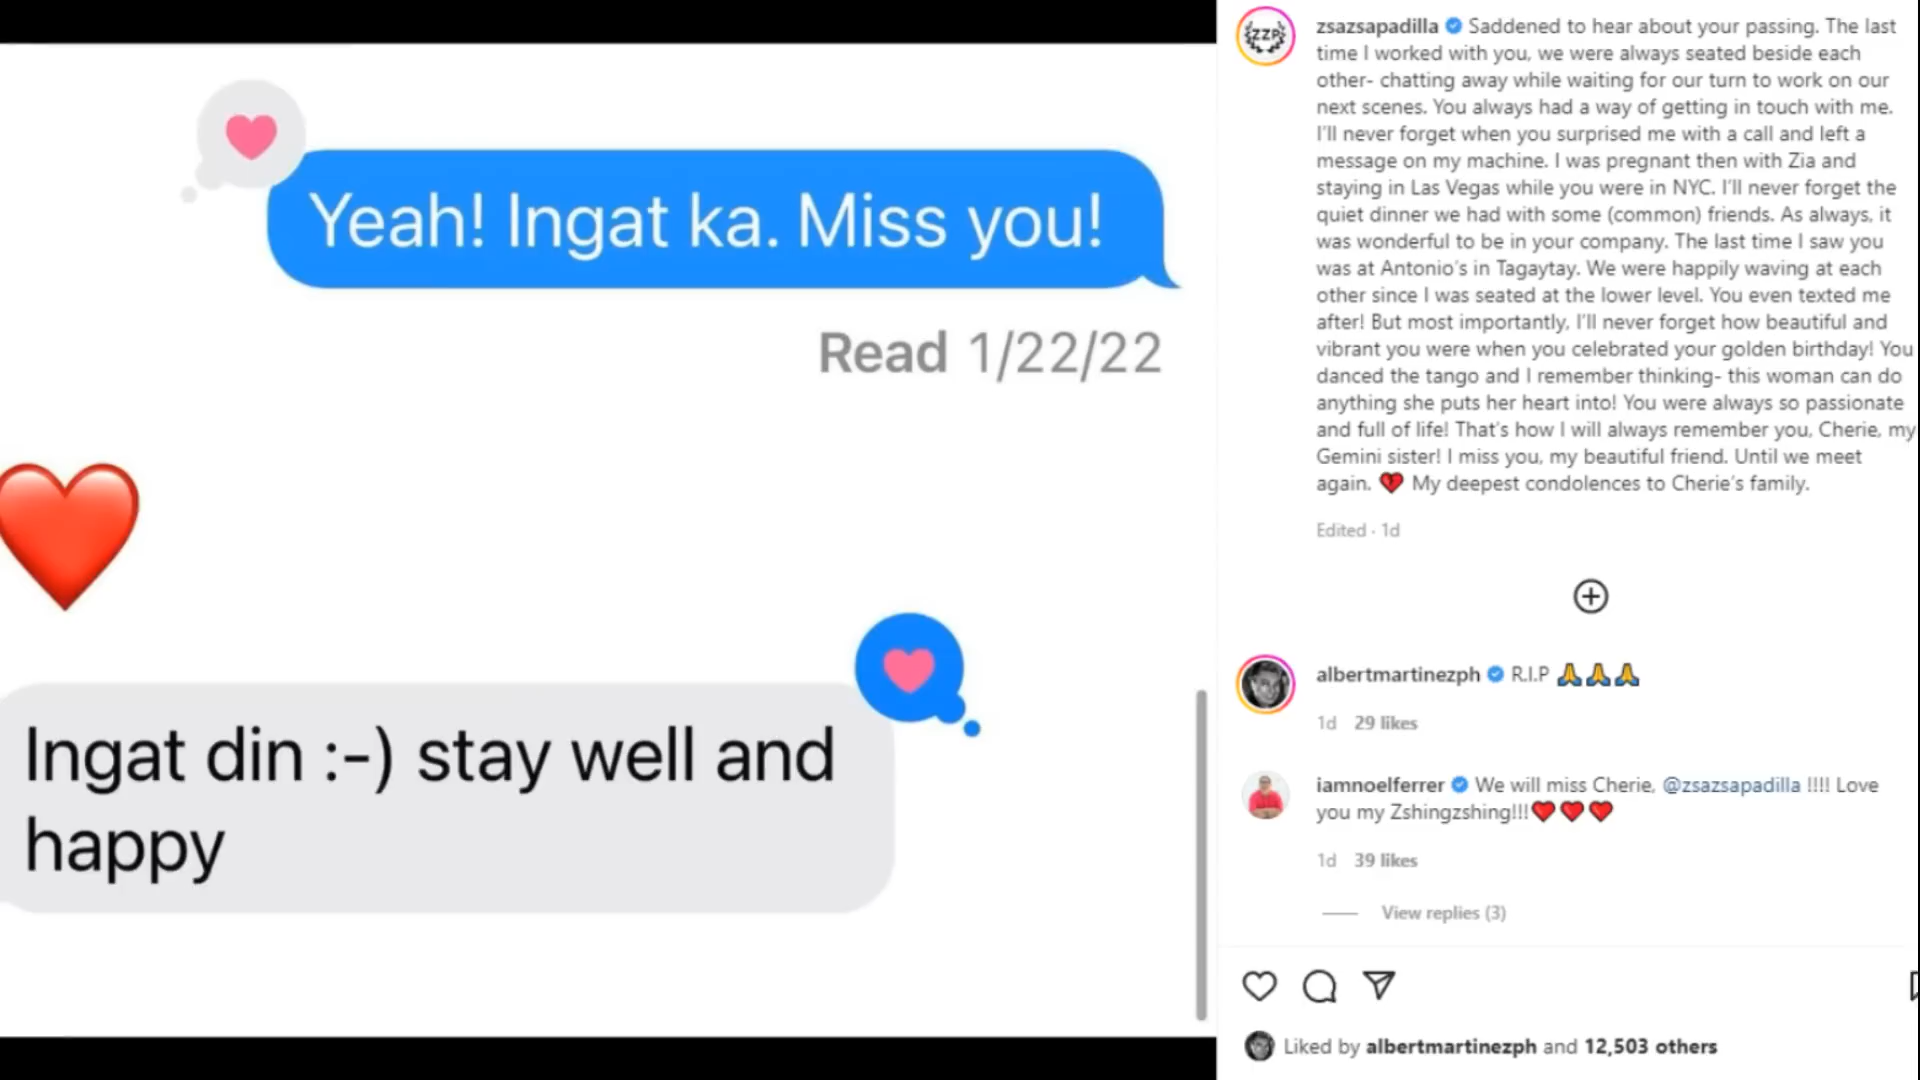 Yeah! Ingat ka. Miss you!
Read 1/22/22
Ingat din :-) stay well and
happy
ZZP
zsazsapadilla Saddened to hear about your passing. The last
time I worked with you, we were always seated beside each
other- chatting away while waiting for our turn to work on our
next scenes. You always had a way of getting in touch with me.
I'll never forget when you surprised me with a call and left a
message on my machine. I was pregnant then with Zia and
staying in Las Vegas while you were in NYC. I'll never forget the
quiet dinner we had with some (common) friends. As always, it
was wonderful to be in your company. The last time I saw you
was at Antonio's in Tagaytay. We were happily waving at each
other since I was seated at the lower level. You even texted me
after! But most importantly, I'll never forget how beautiful and
vibrant you were when you celebrated your golden birthday! You
danced the tango and I remember thinking- this woman can do
anything she puts her heart into! You were always so passionate
and full of life! That's how I will always remember you, Cherie, my
Gemini sister! I miss you, my beautiful friend. Until we meet
again. 💔 My deepest condolences to Cherie's family.
Edited · 1d
albertmartinezph R.I.P 🙏🙏🙏
1d 29 likes
iamnoelferrer We will miss Cherie, @zsazsapadilla !!!! Love
you my Zshingzshing!!!❤️❤️❤️
1d 39 likes
View replies (3)
Liked by albertmartinezph and 12,503 others